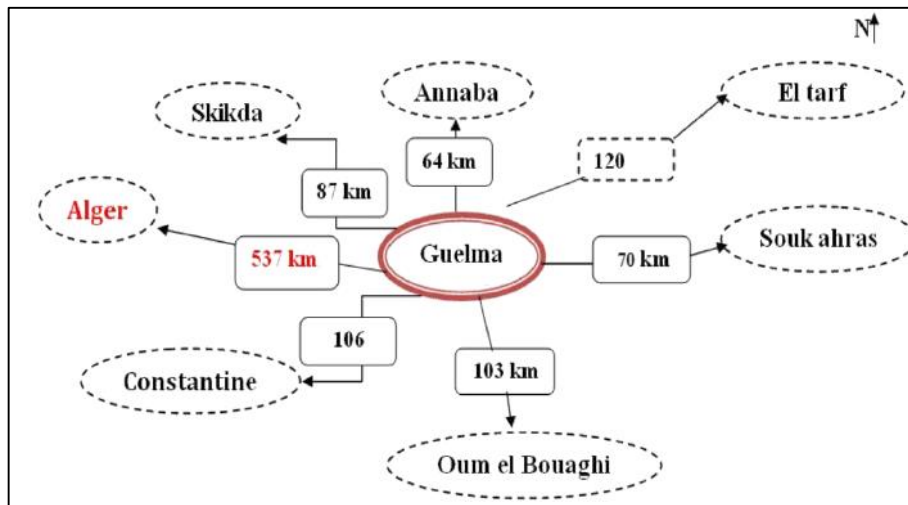 N
Annaba
El tarf
Skikda
64 km
120
87 km
Alger
Souk ahras
Guelma
537 km
70 km
106
103 km
Constantine
Oum el Bouaghi